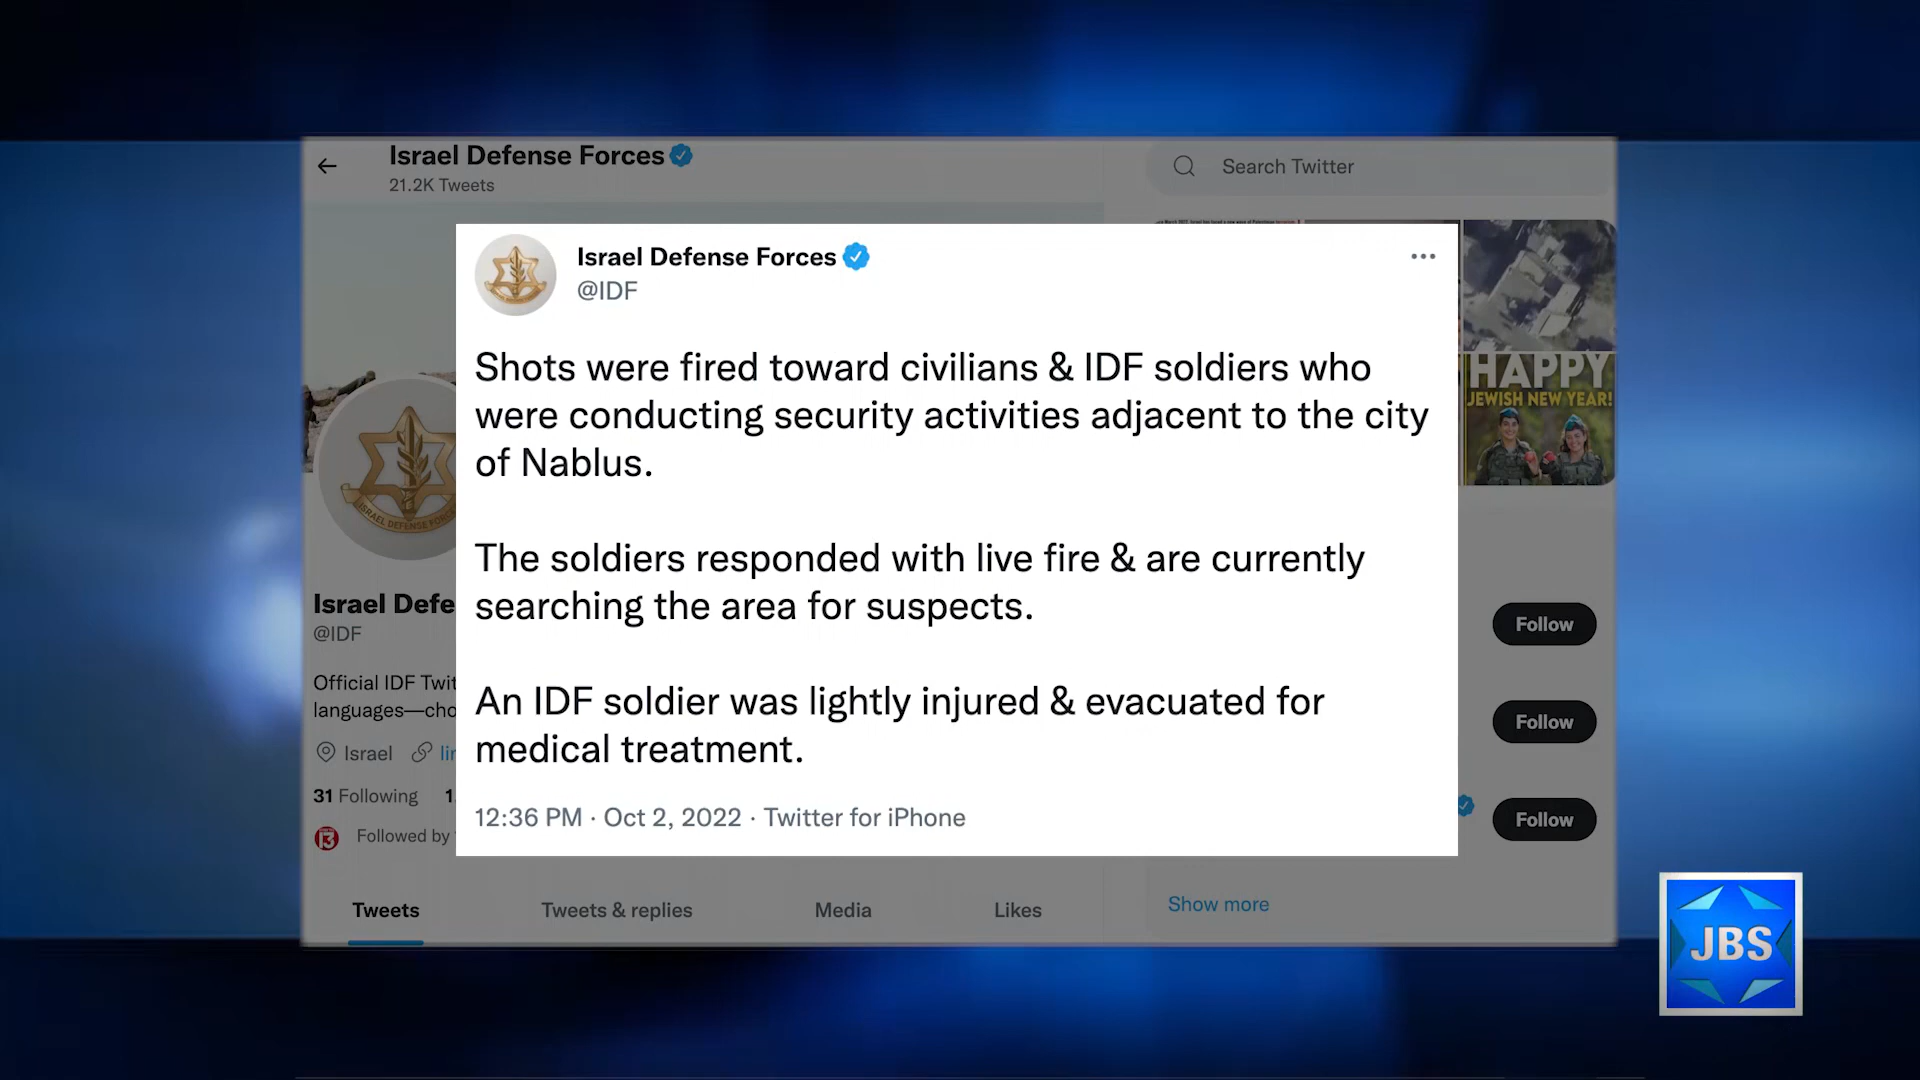 Israel Defense Forces
21.2K Tweets
Search Twitter
Israel Defense Forces
@IDF
Shots were fired toward civilians & IDF soldiers who
were conducting security activities adjacent to the city
of Nablus.
The soldiers responded with live fire & are currently
searching the area for suspects.
An IDF soldier was lightly injured & evacuated for
medical treatment.
12:36 PM · Oct 2, 2022 · Twitter for iPhone
HAPPY
JEWISH NEW YEAR!
ISRAEL DEFENSE FORCES
Israel Defe
@IDF
Official IDF Twit
languages—cho
Israel
31 Following
Followed by
Follow
Follow
Follow
Show more
Tweets
Tweets & replies
Media
Likes
13
JBS